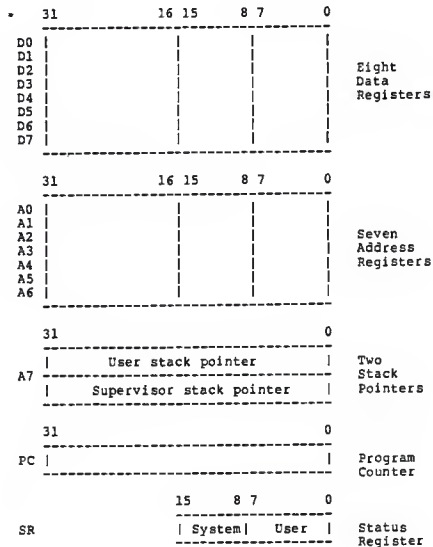 31 16 15 8 7 0
D0
D1
D2 Eight
D3 Data
D4 Registers
D5
D6
D7
31 16 15 8 7 0
A0
A1
A2 Seven
A3 Address
A4 Registers
A5
A6
31 0
User stack pointer Two
A7 Stack
Supervisor stack pointer Pointers
31 0
PC Program
Counter
15 8 7 0
SR System User Status
Register